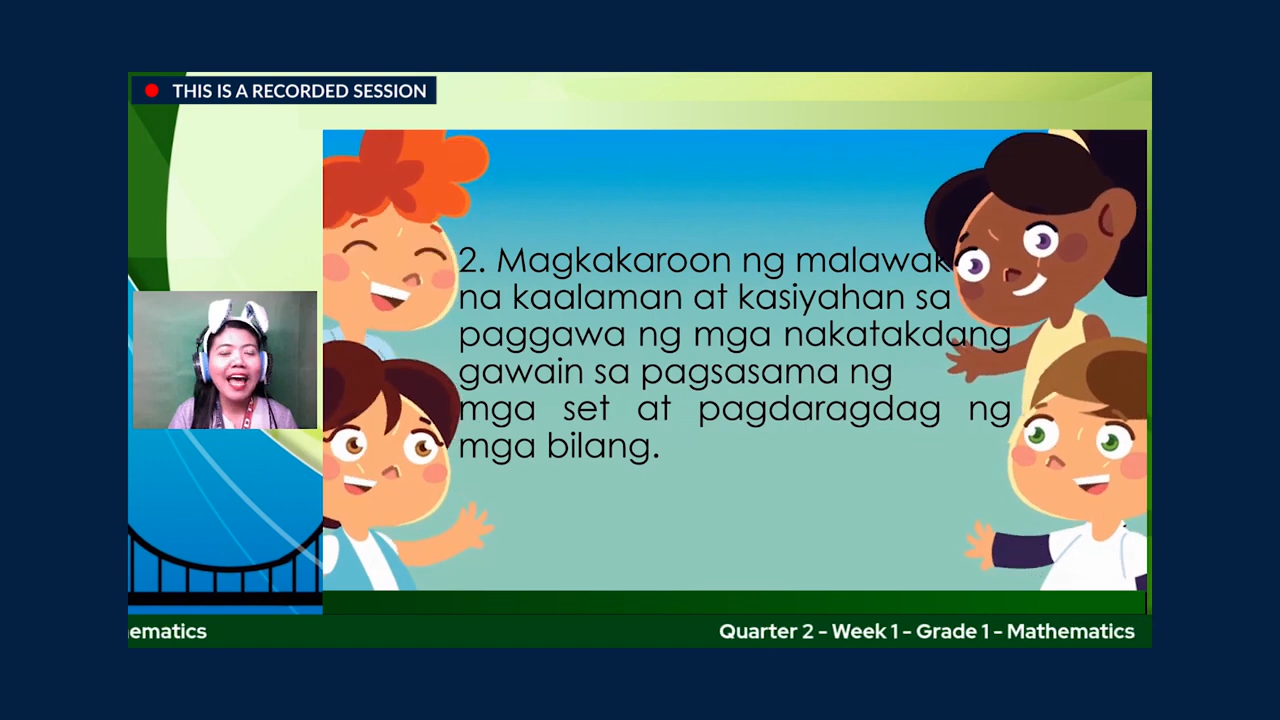 THIS IS A RECORDED SESSION
2. Magkakaroon ng malawak
na kaalaman at kasiyahan sa
paggawa ng mga nakatakdang
gawain sa pagsasama ng
mga set at pagdaragdag ng
mga bilang.
ematics
Quarter 2 - Week 1 - Grade 1 - Mathematics